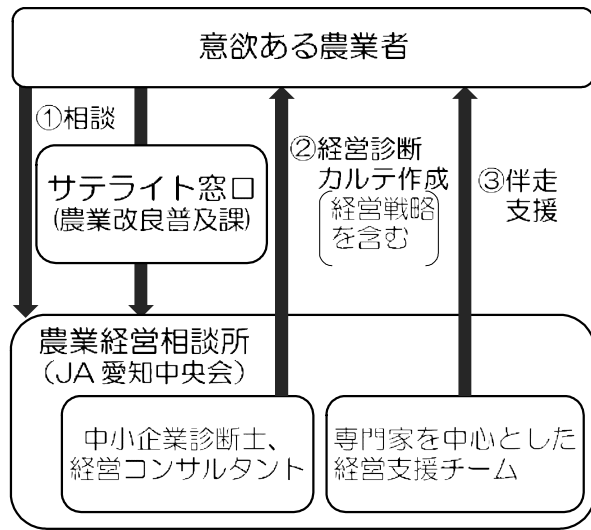 意欲ある農業者
①相談
サテライト窓口
(農業改良普及課)
②経営診断
カルテ作成
経営戦略
を含む
③伴走
支援
農業経営相談所
(JA愛知中央会)
中小企業診断士、
経営コンサルタント
専門家を中心とした
経営支援チーム